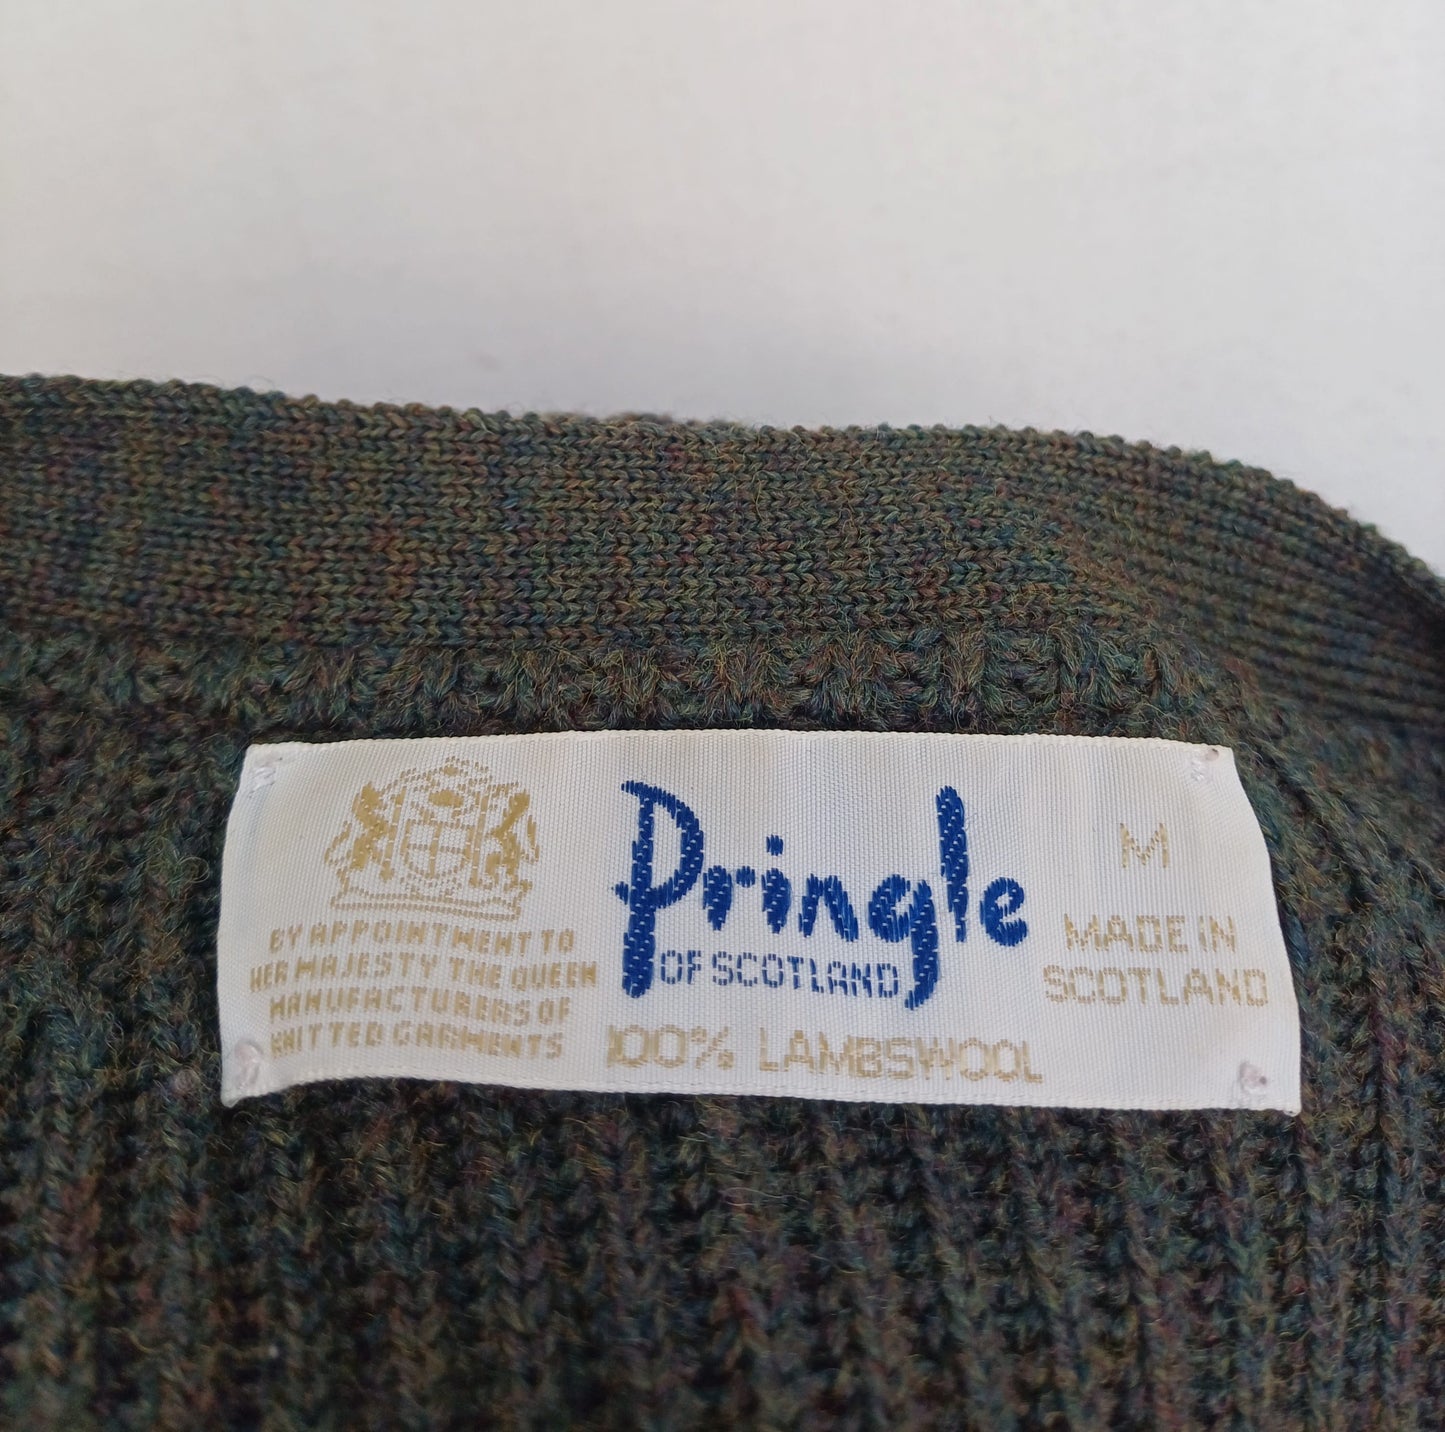 BY APPOINTMENT TO
HER MAJESTY THE QUEEN
MANUFACTURERS OF
KNITTED GARMENTS
Pringle
OF SCOTLAND
100% LAMBSWOOL
M
MADE IN
SCOTLAND